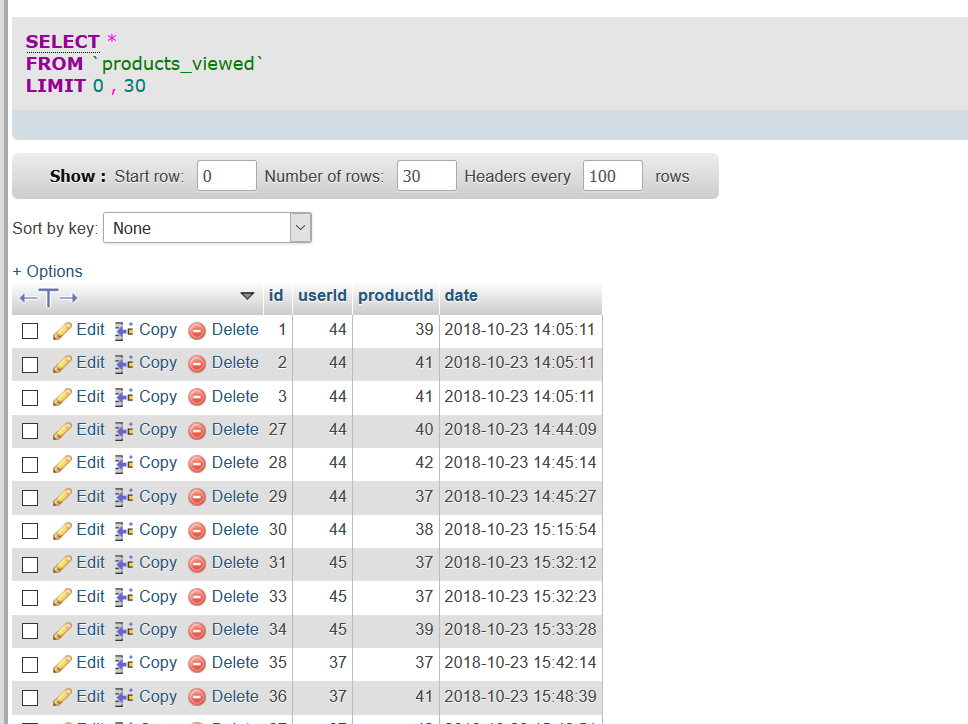 SELECT *
FROM `products_viewed`
LIMIT 0 , 30
Show : Start row: 0 Number of rows: 30 Headers every 100 rows
Sort by key: None
+ Options
id userId productId date
Edit Copy Delete 1 44 39 2018-10-23 14:05:11
Edit Copy Delete 2 44 41 2018-10-23 14:05:11
Edit Copy Delete 3 44 41 2018-10-23 14:05:11
Edit Copy Delete 27 44 40 2018-10-23 14:44:09
Edit Copy Delete 28 44 42 2018-10-23 14:45:14
Edit Copy Delete 29 44 37 2018-10-23 14:45:27
Edit Copy Delete 30 44 38 2018-10-23 15:15:54
Edit Copy Delete 31 45 37 2018-10-23 15:32:12
Edit Copy Delete 33 45 37 2018-10-23 15:32:23
Edit Copy Delete 34 45 39 2018-10-23 15:33:28
Edit Copy Delete 35 37 37 2018-10-23 15:42:14
Edit Copy Delete 36 37 41 2018-10-23 15:48:39